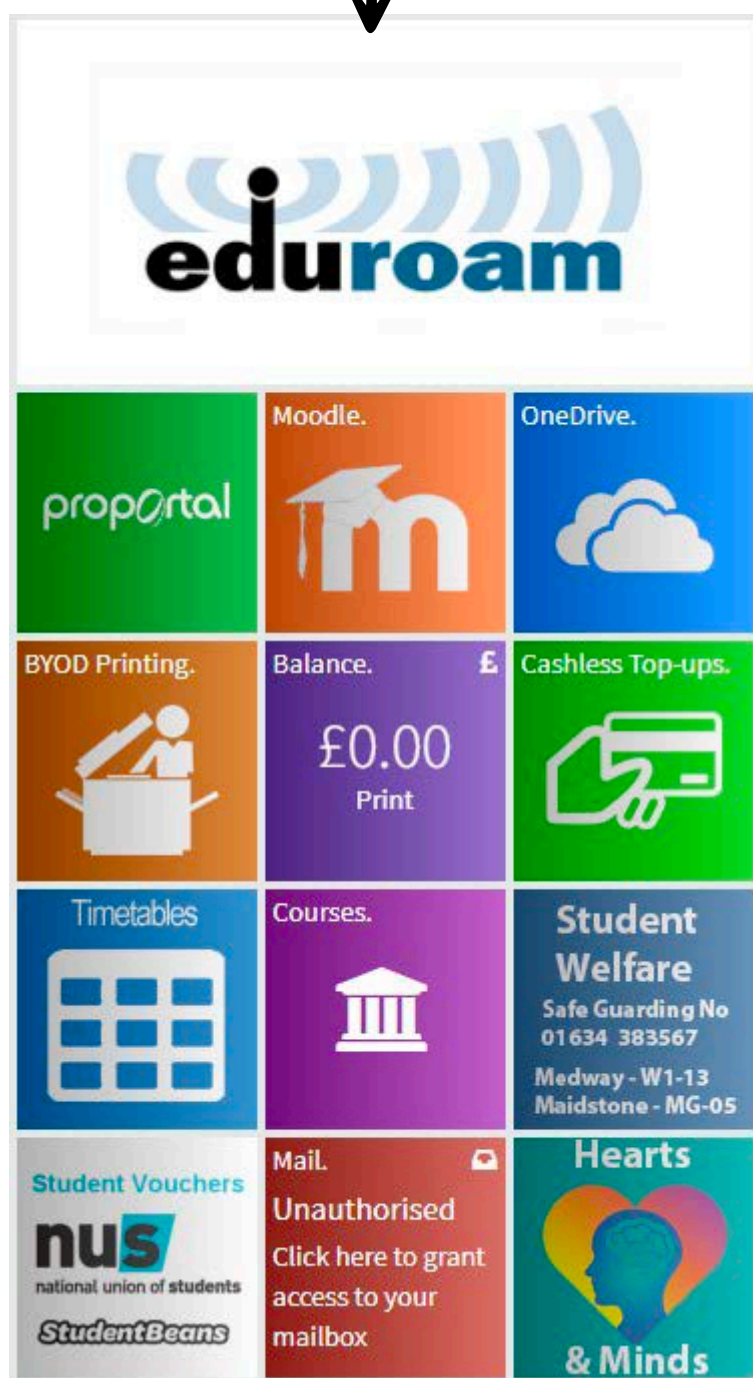 eduroam
proportal
Moodle.
OneDrive.
BYOD Printing.
Balance. £
£0.00
Print
Cashless Top-ups.
Timetables
Courses.
Student
Welfare
Safe Guarding No
01634 383567
Medway - W1-13
Maidstone - MG-05
Student Vouchers
nus
national union of students
StudentBeans
Mail.
Unauthorised
Click here to grant
access to your
mailbox
Hearts
& Minds